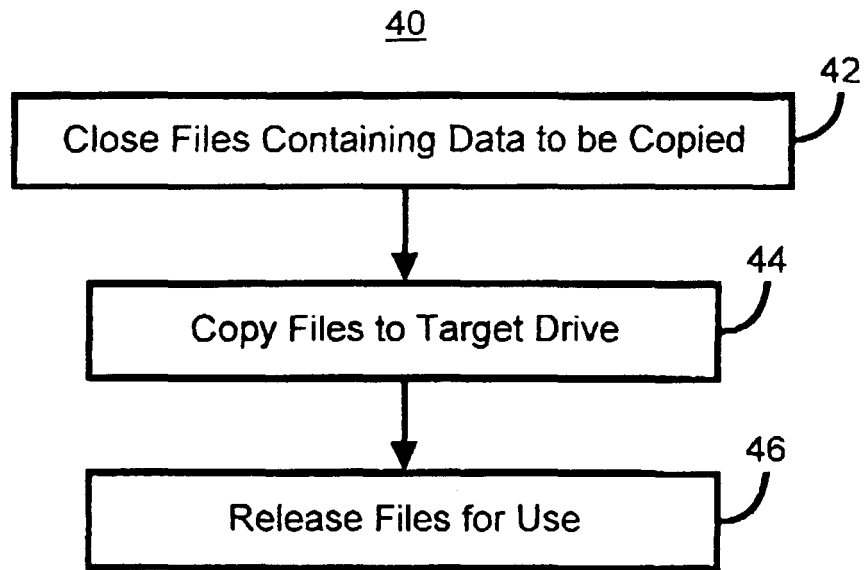 40
42
Close Files Containing Data to be Copied
44
Copy Files to Target Drive
46
Release Files for Use